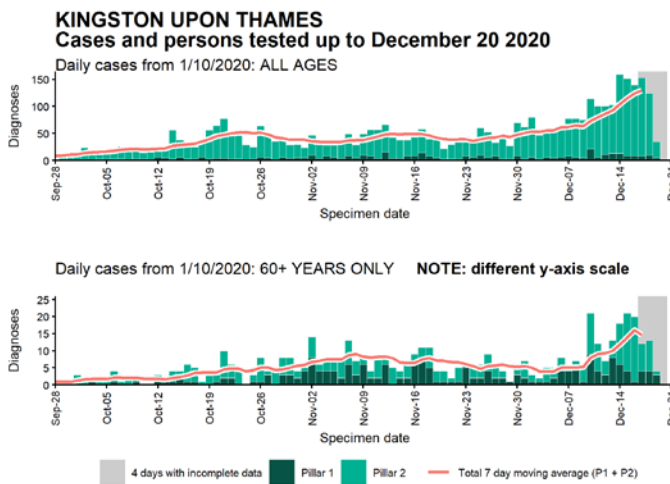 KINGSTON UPON THAMES
Cases and persons tested up to December 20 2020
Daily cases from 1/10/2020: ALL AGES
150
100
50
0
Diagnoses
Sep-28
Oct-05
Oct-12
Oct-19
Oct-26
Nov-02
Nov-09
Nov-16
Nov-23
Nov-30
Dec-07
Dec-14
Specimen date
Daily cases from 1/10/2020: 60+ YEARS ONLY NOTE: different y-axis scale
25
20
15
10
5
0
Diagnoses
Sep-28
Oct-05
Oct-12
Oct-19
Oct-26
Nov-02
Nov-09
Nov-16
Nov-23
Nov-30
Dec-07
Dec-14
Specimen date
4 days with incomplete data Pillar 1 Pillar 2 Total 7 day moving average (P1 + P2)